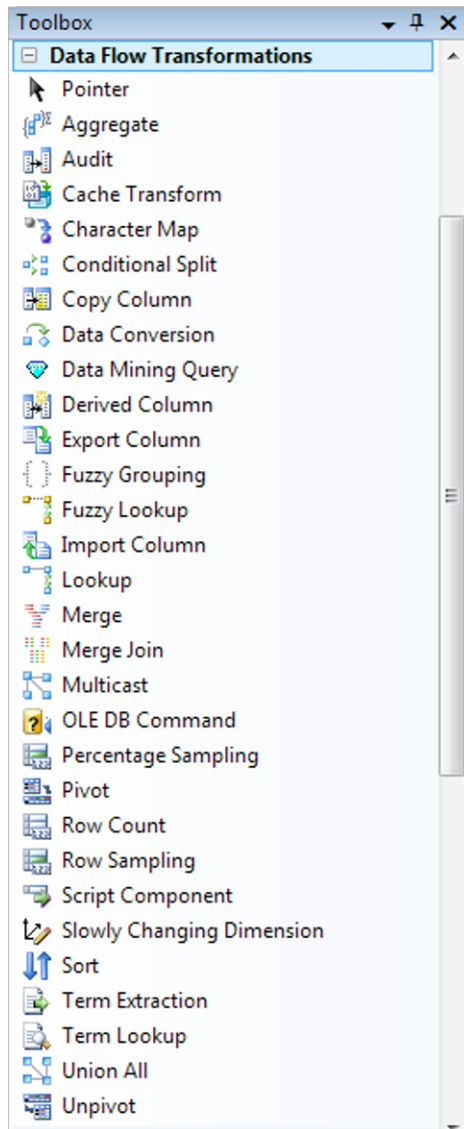 Toolbox
Data Flow Transformations
Pointer
Aggregate
Audit
Cache Transform
Character Map
Conditional Split
Copy Column
Data Conversion
Data Mining Query
Derived Column
Export Column
Fuzzy Grouping
Fuzzy Lookup
Import Column
Lookup
Merge
Merge Join
Multicast
OLE DB Command
Percentage Sampling
Pivot
Row Count
Row Sampling
Script Component
Slowly Changing Dimension
Sort
Term Extraction
Term Lookup
Union All
Unpivot